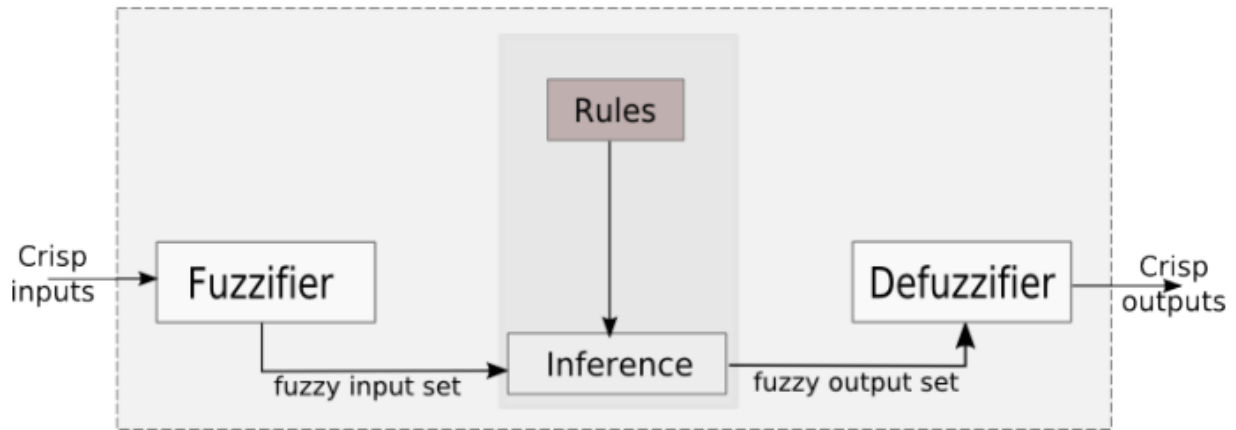 Rules
Crisp
inputs
Fuzzifier
Defuzzifier
Crisp
outputs
Inference
fuzzy input set
fuzzy output set